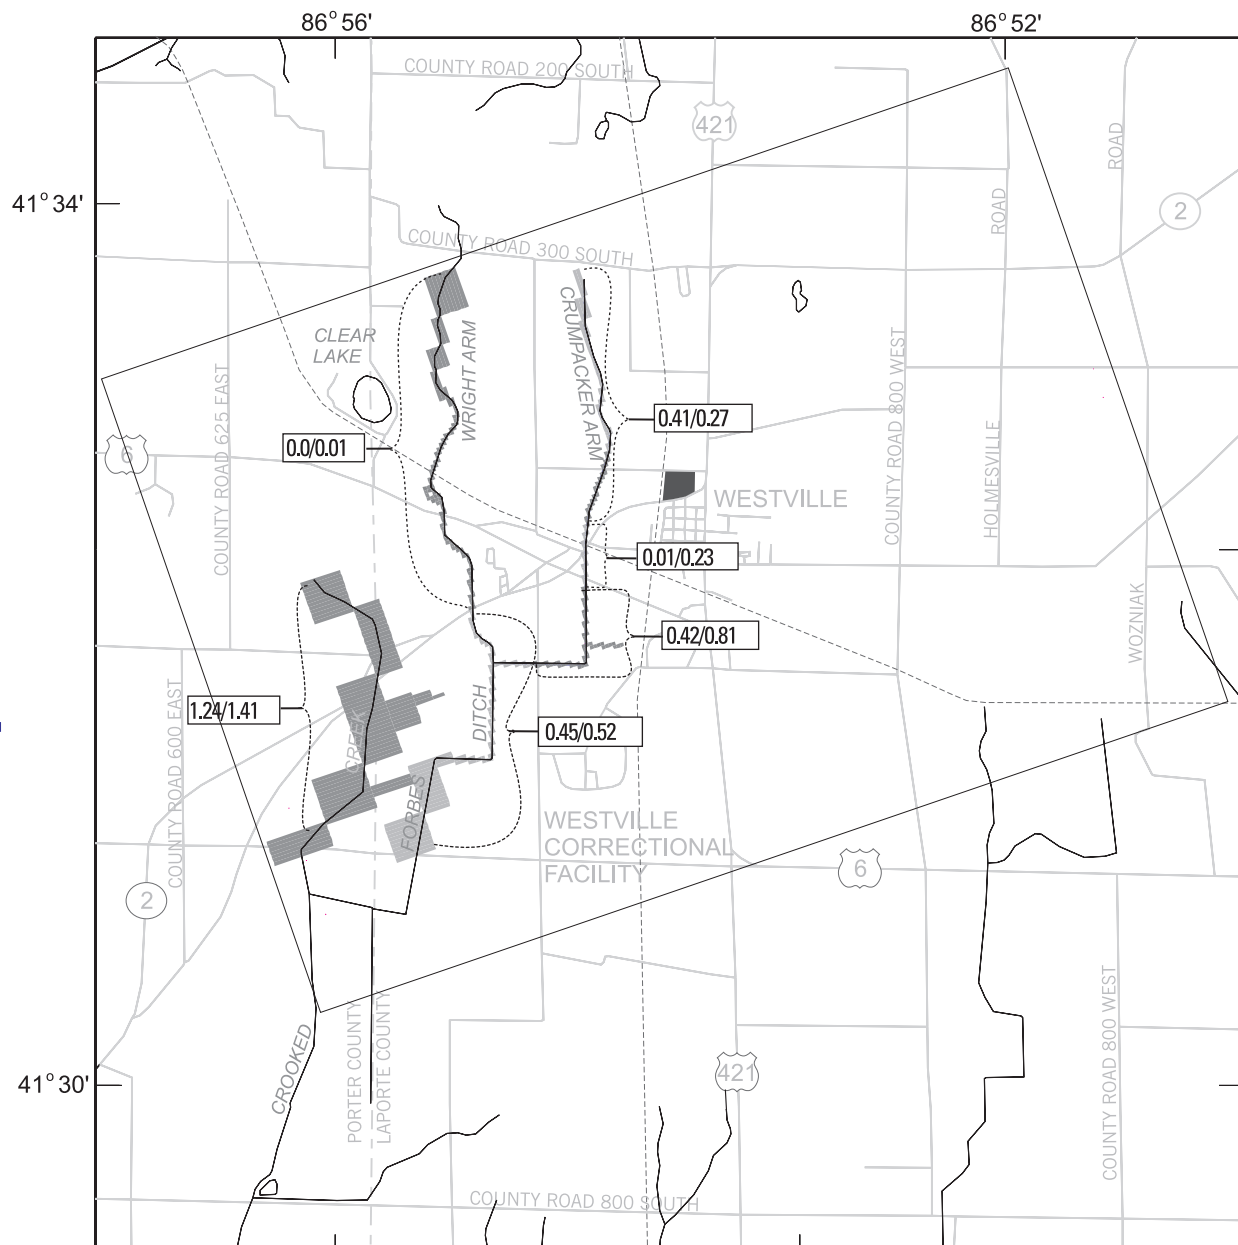 86°56'
86°52'
COUNTY ROAD 200 SOUTH
421
ROAD
41°34'
ROAD
2
COUNTY ROAD 300 SOUTH
CLEAR
LAKE
WRIGHT ARM
CRUMPACKER ARM
COUNTY ROAD 625 EAST
COUNTY ROAD 800 WEST
0.41/0.27
6
0.0/0.01
HOLMESVILLE
WESTVILLE
0.01/0.23
WOZNIAK
0.42/0.81
COUNTY ROAD 600 EAST
1.24/1.41
CREEK
DITCH
0.45/0.52
FORBES
WESTVILLE
CORRECTIONAL
FACILITY
6
2
CROOKED
PORTER COUNTY
LAPORTE COUNTY
421
COUNTY ROAD 800 WEST
41°30'
COUNTY ROAD 800 SOUTH